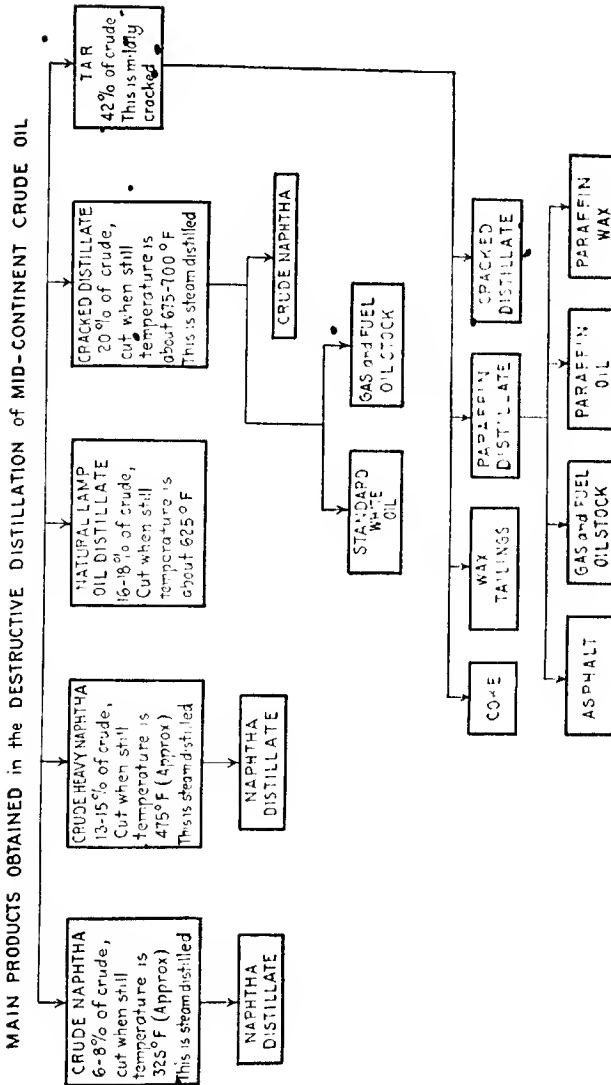 MAIN PRODUCTS OBTAINED in the DESTRUCTIVE DISTILLATION of MID-CONTINENT CRUDE OIL
CRUDE NAPHTHA
6-8% of crude,
cut when still
temperature is
325°F (Approx)
This is steam distilled
NAPHTHA
DISTILLATE
CRUDE HEAVY NAPHTHA
13-15% of crude,
Cut when still
temperature is
475°F (Approx)
This is steam distilled
NAPHTHA
DISTILLATE
NATURAL LAMP
OIL DISTILLATE
16-18% of crude,
Cut when still
temperature is
about 625°F
CRACKED DISTILLATE
20% of crude,
cut when still
temperature is
about 675-700°F
This is steam distilled
STANDARD
WHITE
OIL
GAS and FUEL
OILSTOCK
CRUDE NAPHTHA
TAR
42% of crude
This is mildly
cracked
COKE
WAX
TAILINGS
PARAFFIN
DISTILLATE
CRACKED
DISTILLATE
ASPHALT
GAS and FUEL
OILSTOCK
PARAFFIN
OIL
PARAFFIN
WAX